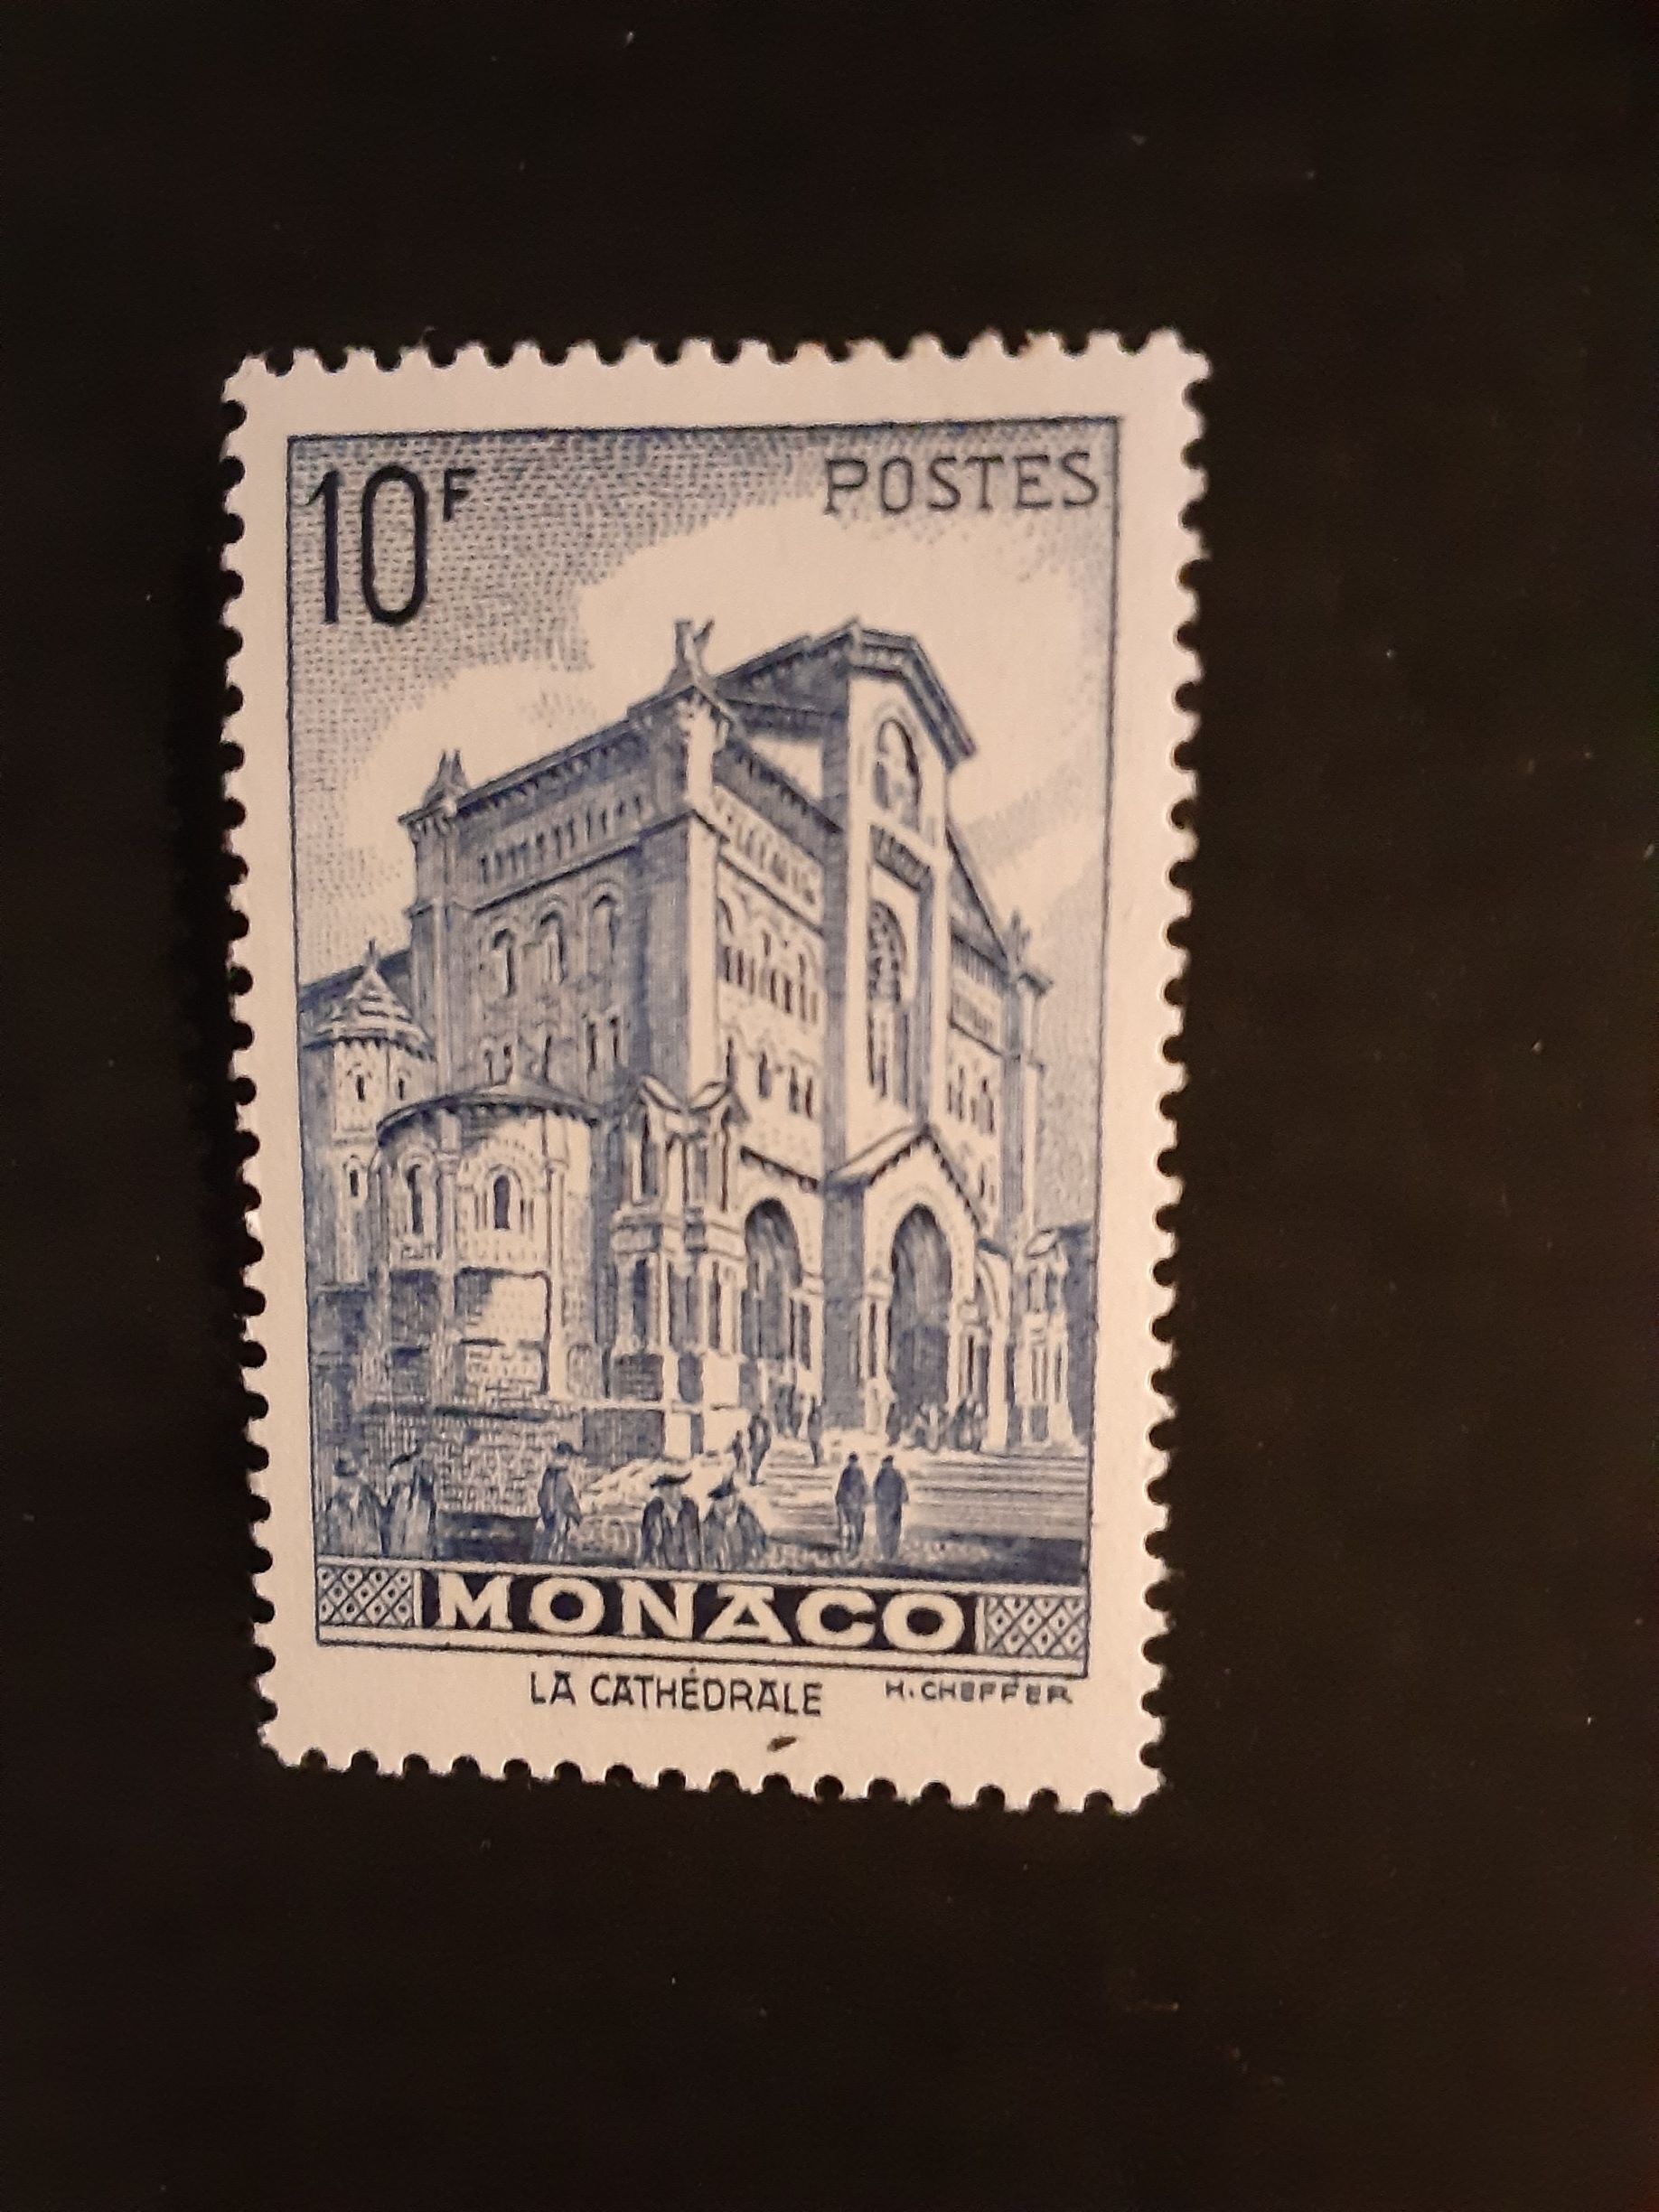 10F POSTES
MONACO
LA CATHÉDRALE H. CHEFFER